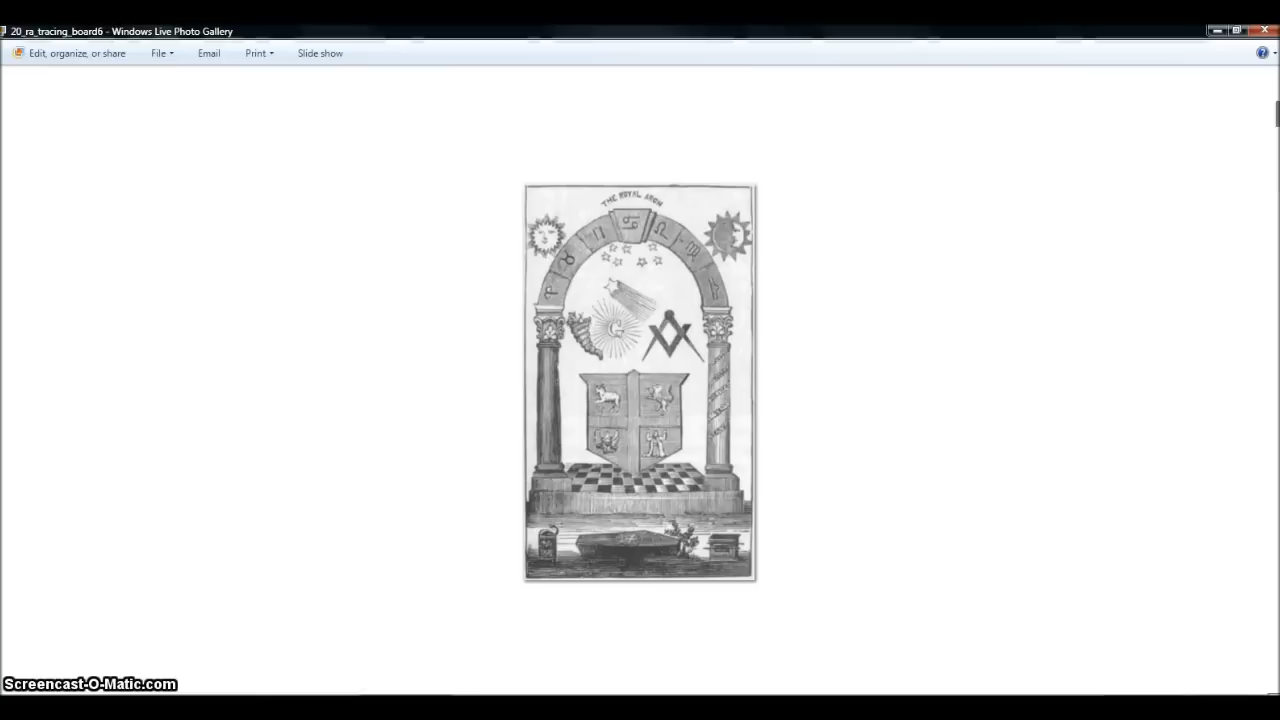 20_ra_tracing_board6 - Windows Live Photo Gallery
Edit, organize, or share File Email Print Slide show
THE ROYAL ARCH
♈ ♉ ♊ ♋ ♌ ♍ ♎
G
Screencast-O-Matic.com